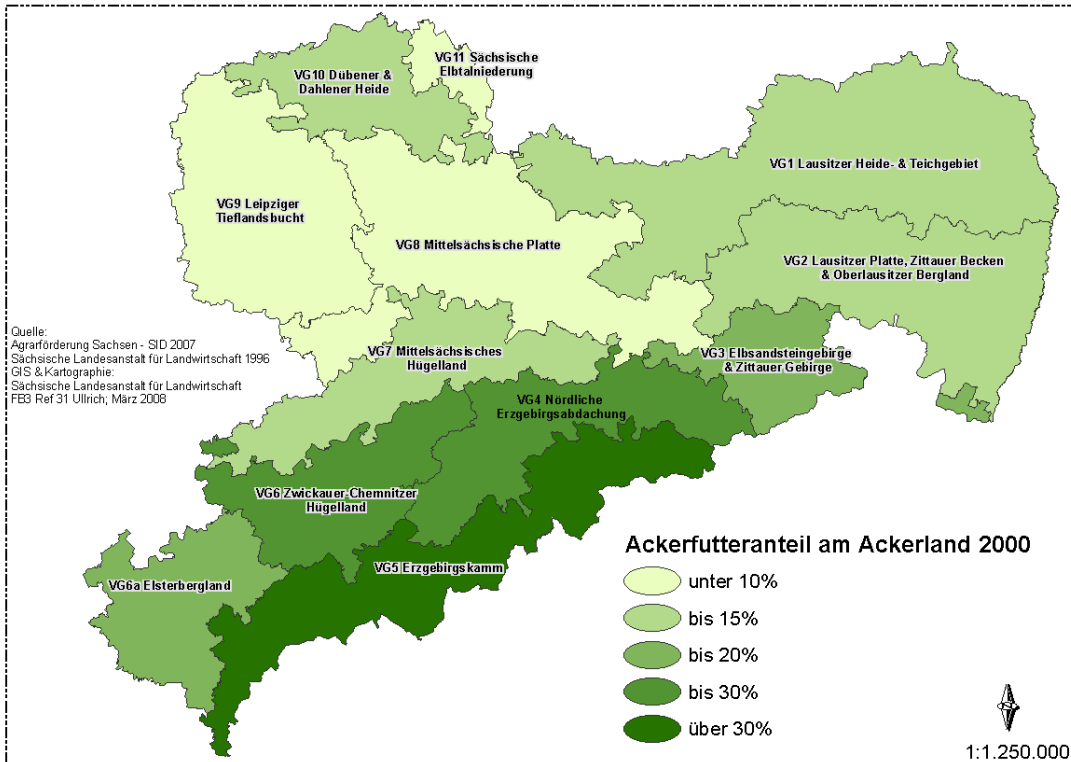 VG11 Sächsische
Elbtalniederung
VG10 Dübener &
Dahlener Heide
VG1 Lausitzer Heide- & Teichgebiet
VG9 Leipziger
Tieflandsbucht
VG8 Mittelsächsische Platte
VG2 Lausitzer Platte, Zittauer Becken
& Oberlausitzer Bergland
Quelle:
Agrarförderung Sachsen - SID 2007
Sächsische Landesanstalt für Landwirtschaft 1996
GIS & Kartographie:
Sächsische Landesanstalt für Landwirtschaft
FB3 Ref 31 Ullrich; März 2008
VG7 Mittelsächsisches
Hügelland
VG3 Elbsandsteingebirge
& Zittauer Gebirge
VG4 Nördliche
Erzgebirgsabdachung
VG6 Zwickauer-Chemnitzer
Hügelland
VG5 Erzgebirgskamm
VG6a Elsterbergland
Ackerfutteranteil am Ackerland 2000
unter 10%
bis 15%
bis 20%
bis 30%
über 30%
1:1.250.000